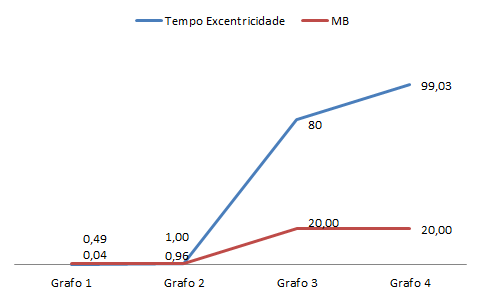 Tempo Excentricidade MB
99,03
80
20,00 20,00
0,49 1,00
0,04 0,96
Grafo 1 Grafo 2 Grafo 3 Grafo 4